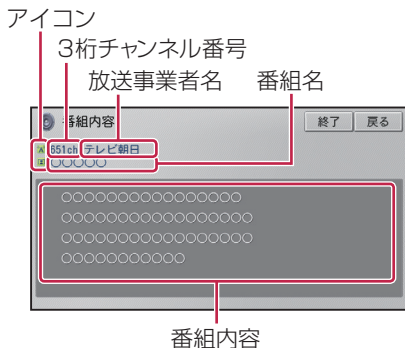 アイコン
3桁チャンネル番号
放送事業者名 番組名
番組内容 終了 戻る
651ch テレビ朝日
○○○○○
○○○○○○○○○○○○○○○○
○○○○○○○○○○○○○○○○○
○○○○○○○○○○○○○○○○○
○○○○○○○○○○○
番組内容